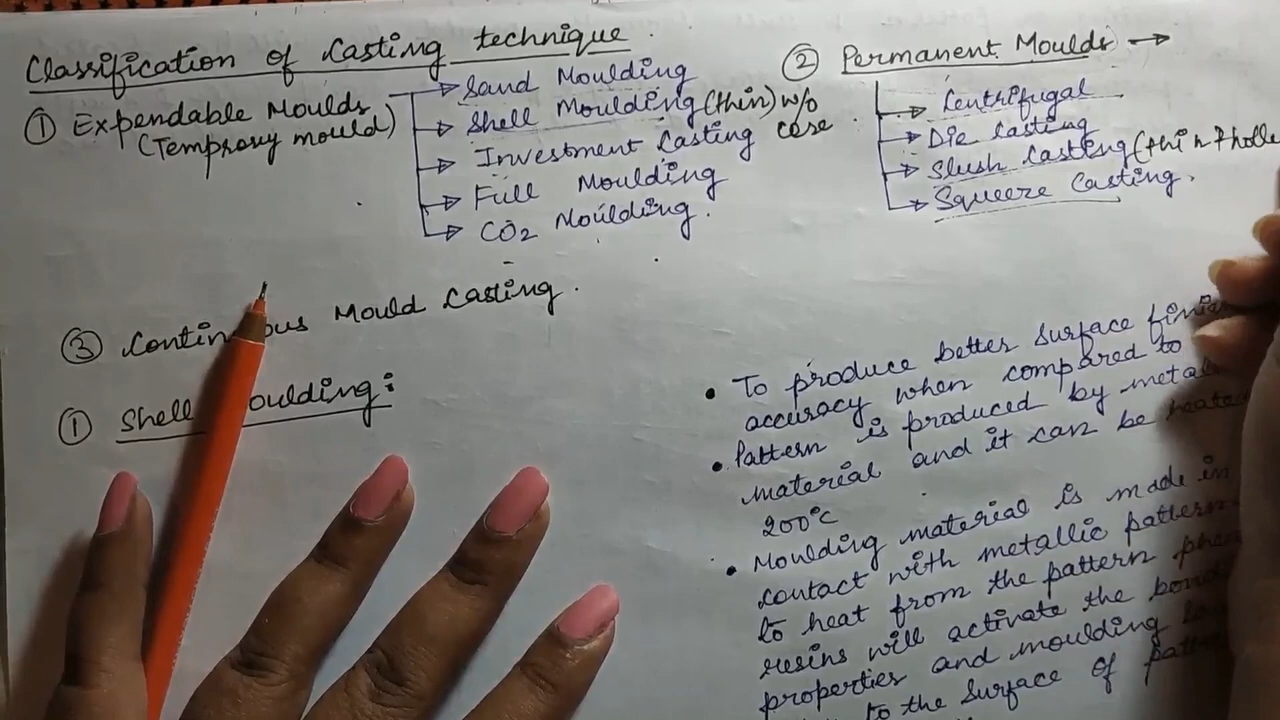 Classification of Casting technique.
① Expendable Moulds
(Temproxy mould)
Sand Moulding
Shell Moulding (thin) w/o
core
Investment Casting
Full Moulding
CO2 Moulding.
② Permanent Moulds →
Centrifugal
Die Casting
Slush Casting (thin &
Squeeze Casting.
③ Mould Casting.
① Shell :
• To produce better surface
accuracy when compared to
• Pattern is produced by metal
material and it can be
200°C
• Moulding material is made in
contact with metallic pattern
to heat from the pattern
resins will activate the
properties and moulding
to the surface of